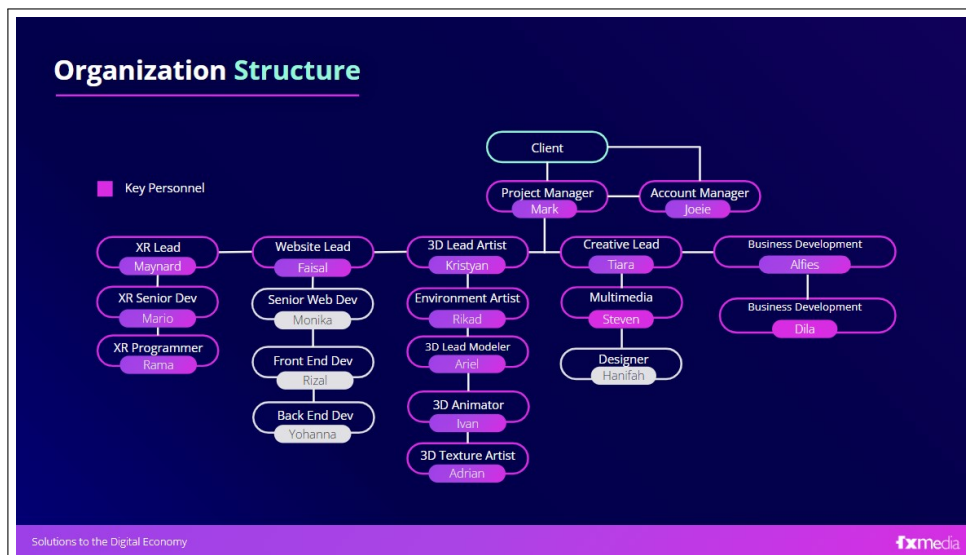 Organization Structure
Client
Key Personnel
Project Manager
Mark
Account Manager
Joeie
XR Lead
Maynard
Website Lead
Faisal
3D Lead Artist
Kristyan
Creative Lead
Tiara
Business Development
Alfies
XR Senior Dev
Mario
Senior Web Dev
Monika
Environment Artist
Rikad
Multimedia
Steven
Business Development
Dila
XR Programmer
Rama
Front End Dev
Rizal
3D Lead Modeler
Ariel
Designer
Hanifah
Back End Dev
Yohanna
3D Animator
Ivan
3D Texture Artist
Adrian
Solutions to the Digital Economy
fxmedia